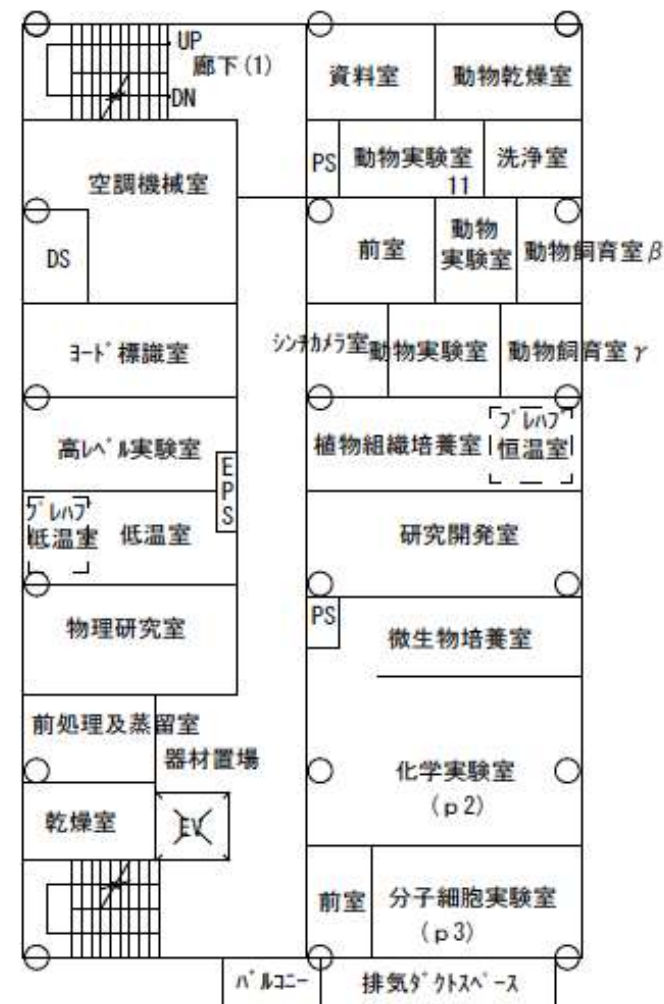 UP
廊下(1)
DN
資料室
動物乾燥室
PS
動物実験室
11
洗浄室
空調機械室
DS
前室
動物
実験室
動物飼育室β
ﾖｰﾄﾞ標識室
ｼﾝﾁｶﾒﾗ室
動物実験室
動物飼育室γ
高ﾚﾍﾞﾙ実験室
EPS
植物組織培養室
ﾌﾟﾚﾊﾌﾞ
恒温室
ﾌﾟﾚﾊﾌﾞ
低温室
低温室
研究開発室
物理研究室
PS
微生物培養室
前処理及蒸留室
器材置場
化学実験室
(p2)
乾燥室
EV
前室
分子細胞実験室
(p3)
ﾊﾞﾙｺﾆｰ
排気ﾀﾞｸﾄｽﾍﾟｰｽ